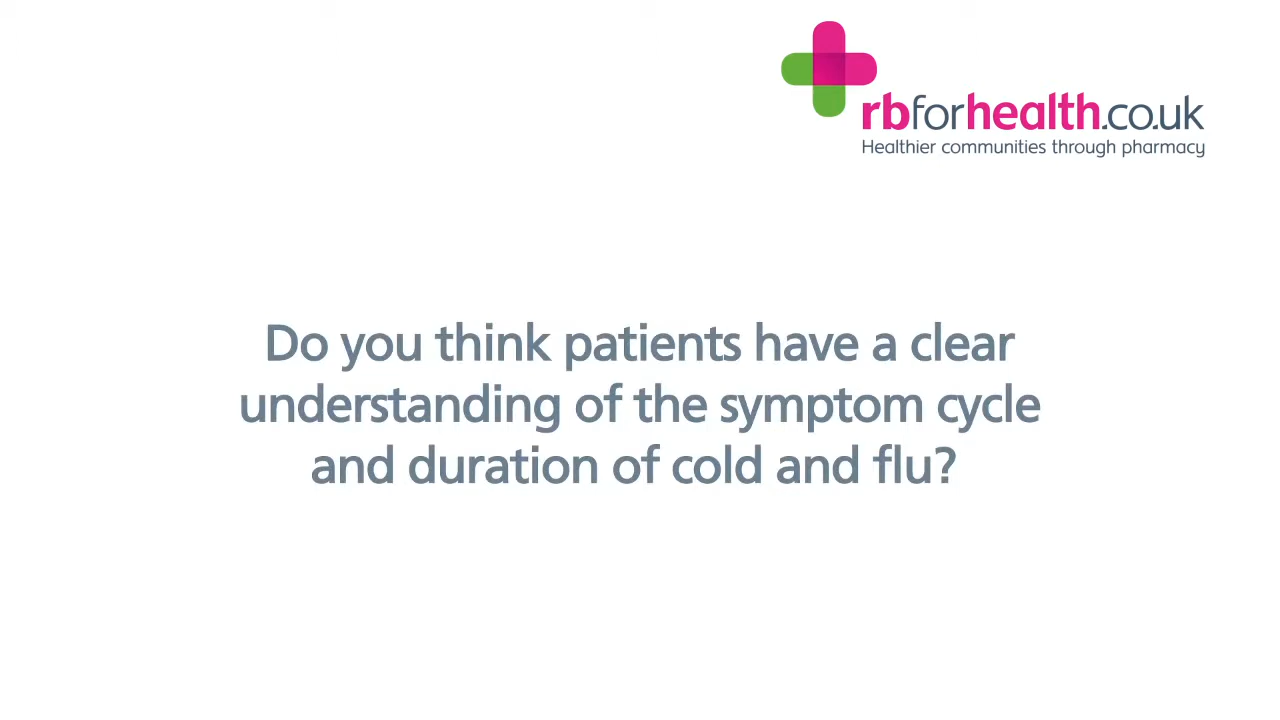 rbforhealth.co.uk
Healthier communities through pharmacy
Do you think patients have a clear
understanding of the symptom cycle
and duration of cold and flu?